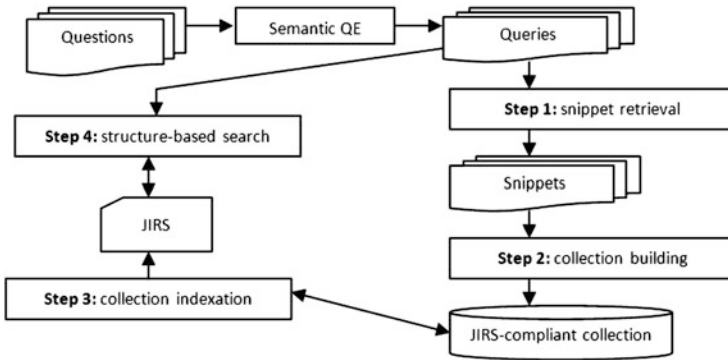 Questions
Semantic QE
Queries
Step 1: snippet retrieval
Step 4: structure-based search
Snippets
JIRS
Step 2: collection building
Step 3: collection indexation
JIRS-compliant collection